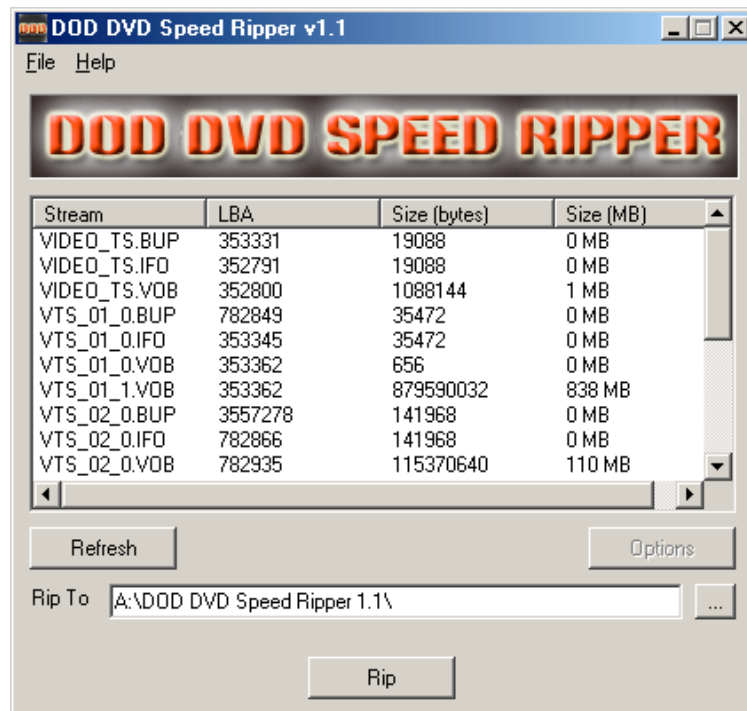 DOD DVD Speed Ripper v1.1
File Help
DOD DVD SPEED RIPPER
Stream LBA Size (bytes) Size (MB)
VIDEO_TS.BUP 353331 19088 0 MB
VIDEO_TS.IFO 352791 19088 0 MB
VIDEO_TS.VOB 352800 1088144 1 MB
VTS_01_0.BUP 782849 35472 0 MB
VTS_01_0.IFO 353345 35472 0 MB
VTS_01_0.VOB 353362 656 0 MB
VTS_01_1.VOB 353362 879590032 838 MB
VTS_02_0.BUP 3557278 141968 0 MB
VTS_02_0.IFO 782866 141968 0 MB
VTS_02_0.VOB 782935 115370640 110 MB
Refresh Options
Rip To A:\DOD DVD Speed Ripper 1.1\ ...
Rip